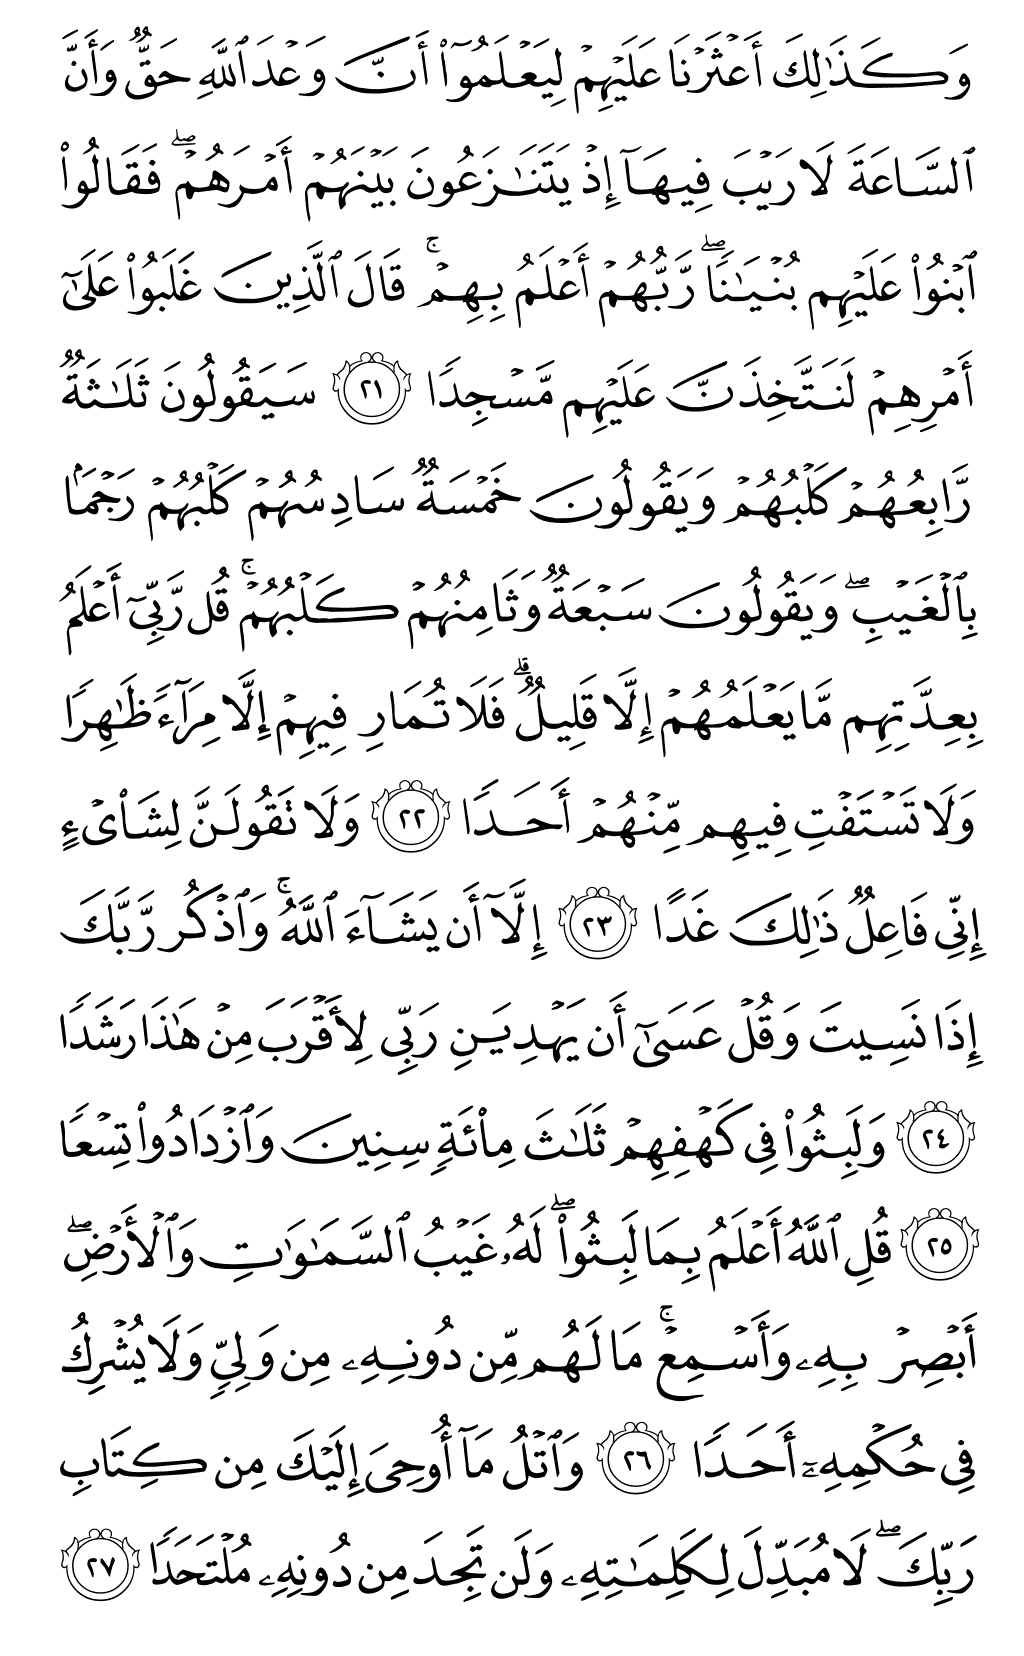 وَكَذَٰلِكَ أَعْثَرْنَا عَلَيْهِمْ لِيَعْلَمُوٓا۟ أَنَّ وَعْدَ ٱللَّهِ حَقٌّ وَأَنَّ
ٱلسَّاعَةَ لَا رَيْبَ فِيهَآ إِذْ يَتَنَٰزَعُونَ بَيْنَهُمْ أَمْرَهُمْ ۖ فَقَالُوا۟
ٱبْنُوا۟ عَلَيْهِم بُنْيَٰنًا ۖ رَّبُّهُمْ أَعْلَمُ بِهِمْ ۚ قَالَ ٱلَّذِينَ غَلَبُوا۟ عَلَىٰٓ
أَمْرِهِمْ لَنَتَّخِذَنَّ عَلَيْهِم مَّسْجِدًا ٢١ سَيَقُولُونَ ثَلَٰثَةٌ
رَّابِعُهُمْ كَلْبُهُمْ وَيَقُولُونَ خَمْسَةٌ سَادِسُهُمْ كَلْبُهُمْ رَجْمًۢا
بِٱلْغَيْبِ ۖ وَيَقُولُونَ سَبْعَةٌ وَثَامِنُهُمْ كَلْبُهُمْ ۚ قُل رَّبِّىٓ أَعْلَمُ
بِعِدَّتِهِم مَّا يَعْلَمُهُمْ إِلَّا قَلِيلٌ ۗ فَلَا تُمَارِ فِيهِمْ إِلَّا مِرَآءً ظَٰهِرًا
وَلَا تَسْتَفْتِ فِيهِم مِّنْهُمْ أَحَدًا ٢٢ وَلَا تَقُولَنَّ لِشَا۟ىْءٍ
إِنِّى فَاعِلٌ ذَٰلِكَ غَدًا ٢٣ إِلَّآ أَن يَشَآءَ ٱللَّهُ ۚ وَٱذْكُر رَّبَّكَ
إِذَا نَسِيتَ وَقُلْ عَسَىٰٓ أَن يَهْدِيَنِ رَبِّى لِأَقْرَبَ مِنْ هَٰذَا رَشَدًا
٢٤ وَلَبِثُوا۟ فِى كَهْفِهِمْ ثَلَٰثَ مِا۟ئَةٍ سِنِينَ وَٱزْدَادُوا۟ تِسْعًا
٢٥ قُلِ ٱللَّهُ أَعْلَمُ بِمَا لَبِثُوا۟ ۖ لَهُۥ غَيْبُ ٱلسَّمَٰوَٰتِ وَٱلْأَرْضِ ۖ
أَبْصِرْ بِهِۦ وَأَسْمِعْ ۚ مَا لَهُم مِّن دُونِهِۦ مِن وَلِىٍّ وَلَا يُشْرِكُ
فِى حُكْمِهِۦٓ أَحَدًا ٢٦ وَٱتْلُ مَآ أُوحِىَ إِلَيْكَ مِن كِتَابِ
رَبِّكَ ۖ لَا مُبَدِّلَ لِكَلِمَٰتِهِۦ وَلَن تَجِدَ مِن دُونِهِۦ مُلْتَحَدًا ٢٧